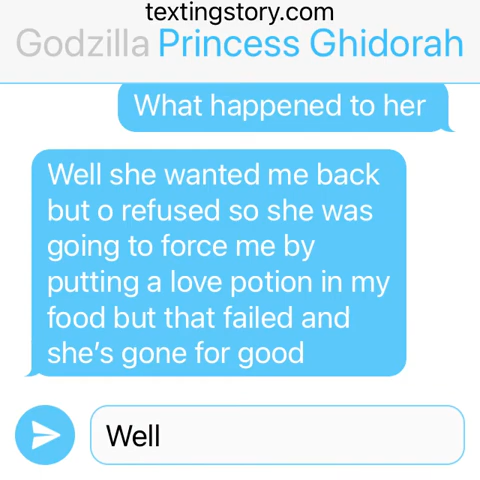 textingstory.com
Godzilla Princess Ghidorah
What happened to her
Well she wanted me back
but o refused so she was
going to force me by
putting a love potion in my
food but that failed and
she's gone for good
Well